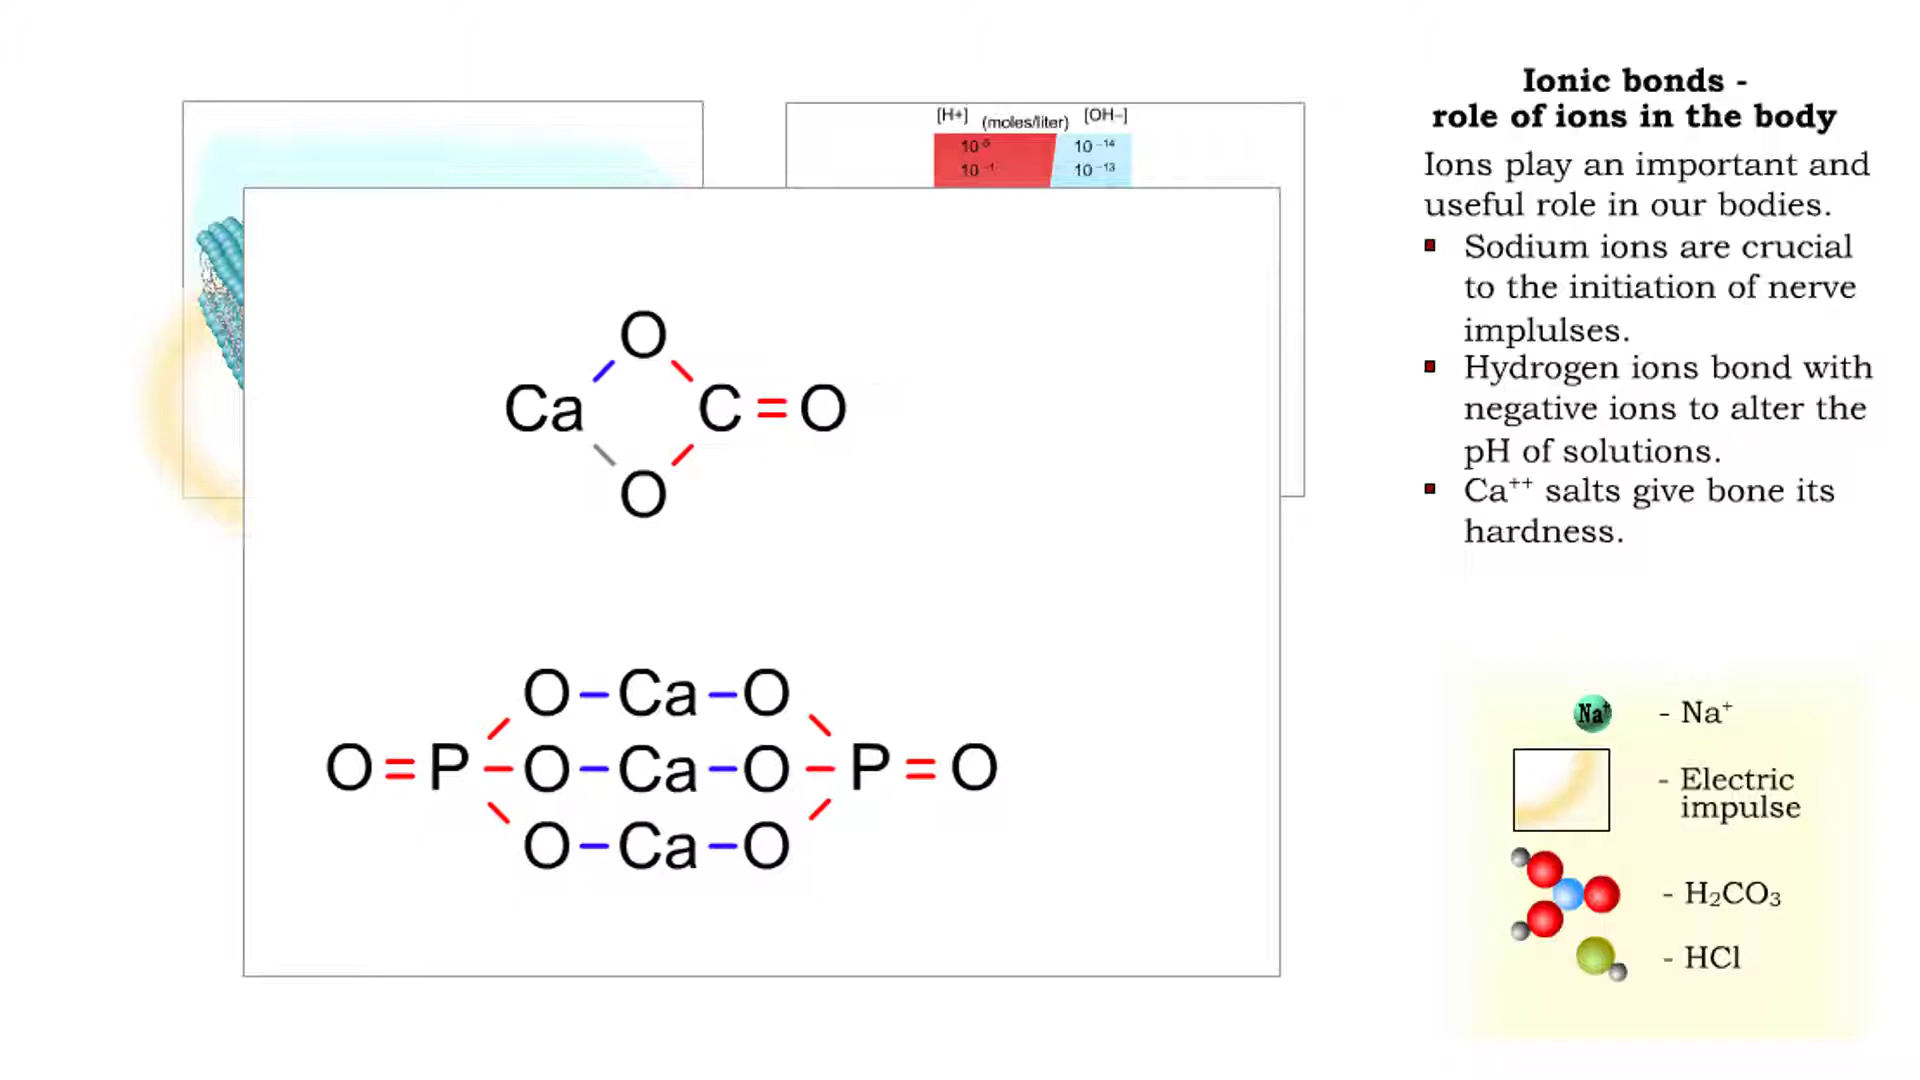 [H+] (moles/liter) [OH–]
10⁰ 10⁻¹⁴
10⁻¹ 10⁻¹³
O
Ca C = O
O
O – Ca – O
O = P – O – Ca – O – P = O
O – Ca – O
Ionic bonds -
role of ions in the body
Ions play an important and
useful role in our bodies.
▪ Sodium ions are crucial
to the initiation of nerve
implulses.
▪ Hydrogen ions bond with
negative ions to alter the
pH of solutions.
▪ Ca⁺⁺ salts give bone its
hardness.
Na⁺ - Na⁺
- Electric
impulse
- H₂CO₃
- HCl